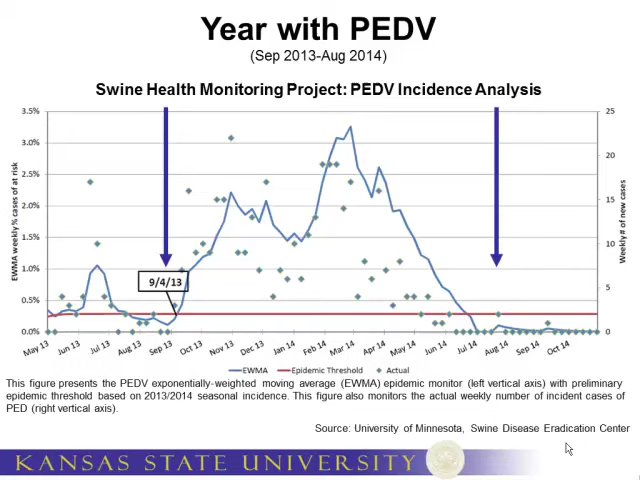 Year with PEDV
(Sep 2013-Aug 2014)
Swine Health Monitoring Project: PEDV Incidence Analysis
3.5%
3.0%
2.5%
2.0%
1.5%
1.0%
0.5%
0.0%
EWMA weekly % cases of at risk
25
20
15
10
5
0
Weekly # of new cases
9/4/13
May 13
Jun 13
Jul 13
Aug 13
Sep 13
Oct 13
Nov 13
Dec 13
Jan 14
Feb 14
Mar 14
Apr 14
May 14
Jun 14
Jul 14
Aug 14
Sep 14
Oct 14
EWMA
Epidemic Threshold
Actual
This figure presents the PEDV exponentially-weighted moving average (EWMA) epidemic monitor (left vertical axis) with preliminary
epidemic threshold based on 2013/2014 seasonal incidence. This figure also monitors the actual weekly number of incident cases of
PED (right vertical axis).
Source: University of Minnesota, Swine Disease Eradication Center
KANSAS STATE UNIVERSITY